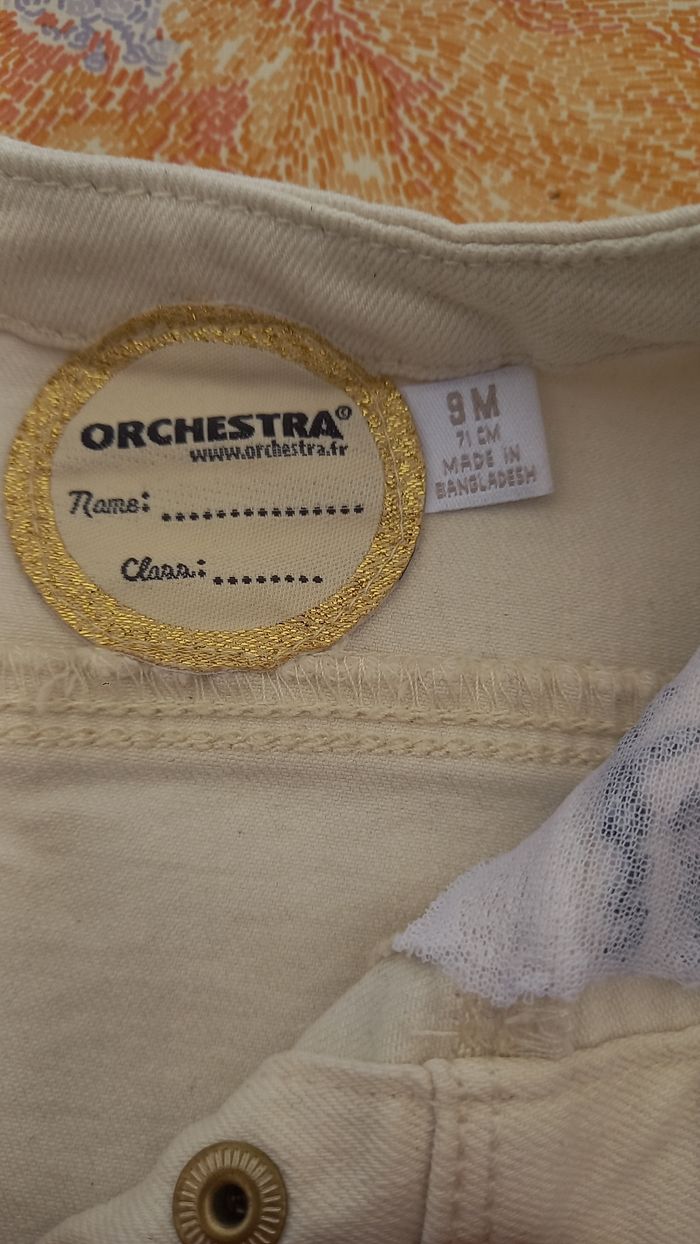 ORCHESTRA®
www.orchestra.fr
Name: ..............
Class: ........
9 M
71 CM
MADE IN
BANGLADESH